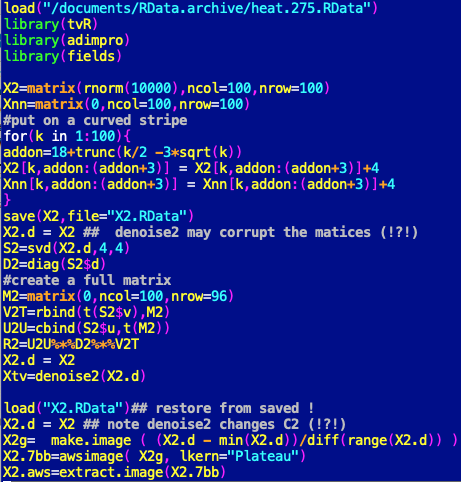 load("/documents/RData.archive/heat.275.RData")
library(tvR)
library(adimpro)
library(fields)
X2=matrix(rnorm(10000),ncol=100,nrow=100)
Xnn=matrix(0,ncol=100,nrow=100)
#put on a curved stripe
for(k in 1:100){
addon=18+trunc(k/2 -3*sqrt(k))
X2[k,addon:(addon+3)] = X2[k,addon:(addon+3)]+4
Xnn[k,addon:(addon+3)] = Xnn[k,addon:(addon+3)]+4
}
save(X2,file="X2.RData")
X2.d = X2 ##  denoise2 may corrupt the matices (!?!)
S2=svd(X2.d,4,4)
D2=diag(S2$d)
#create a full matrix
M2=matrix(0,ncol=100,nrow=96)
V2T=rbind(t(S2$v),M2)
U2U=cbind(S2$u,t(M2))
R2=U2U%*%D2%*%V2T
X2.d = X2
Xtv=denoise2(X2.d)
load("X2.RData")## restore from saved !
X2.d = X2 ## note denoise2 changes C2 (!?!)
X2g=  make.image ( (X2.d - min(X2.d))/diff(range(X2.d)) )
X2.7bb=awsimage( X2g, lkern="Plateau")
X2.aws=extract.image(X2.7bb)